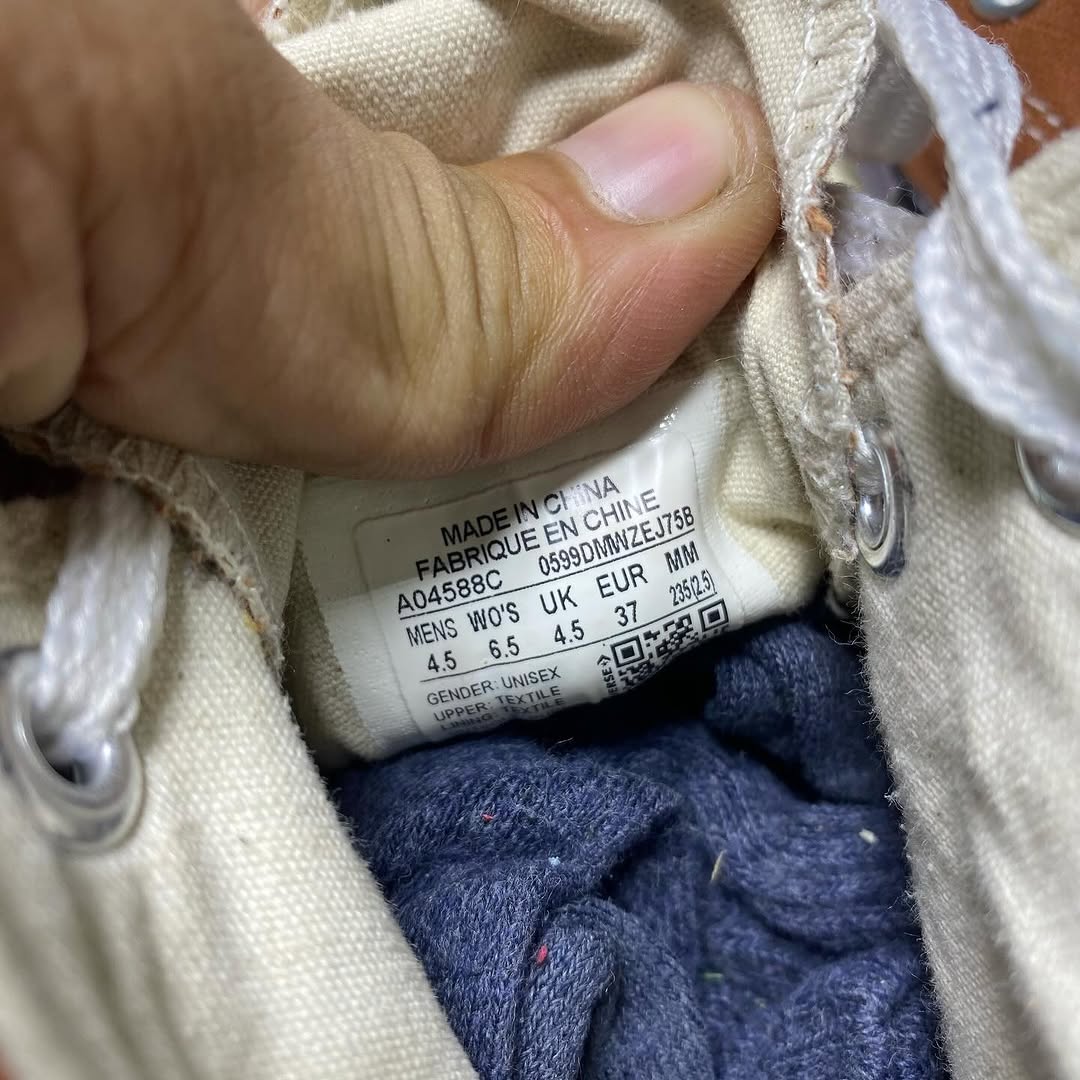 MADE IN CHINA
FABRIQUE EN CHINE
A04588C 0599DMWZEJ75B
MENS WO'S UK EUR MM
4.5 6.5 4.5 37 235(2.5)
GENDER: UNISEX
UPPER: TEXTILE
LINING: TEXTILE